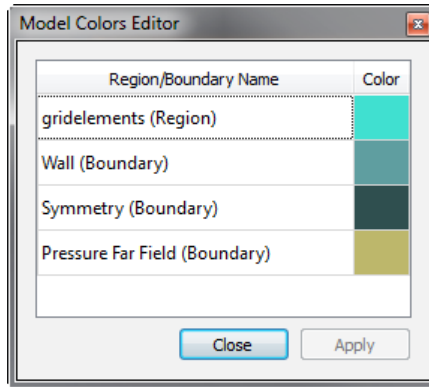 Model Colors Editor
Region/Boundary Name Color
gridelements (Region)
Wall (Boundary)
Symmetry (Boundary)
Pressure Far Field (Boundary)
Close Apply